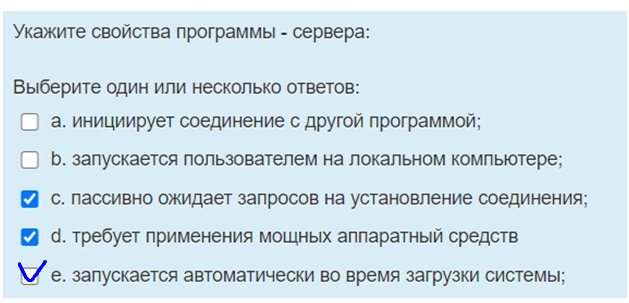 Укажите свойства программы - сервера:
Выберите один или несколько ответов:
a. инициирует соединение с другой программой;
b. запускается пользователем на локальном компьютере;
c. пассивно ожидает запросов на установление соединения;
d. требует применения мощных аппаратный средств
e. запускается автоматически во время загрузки системы;